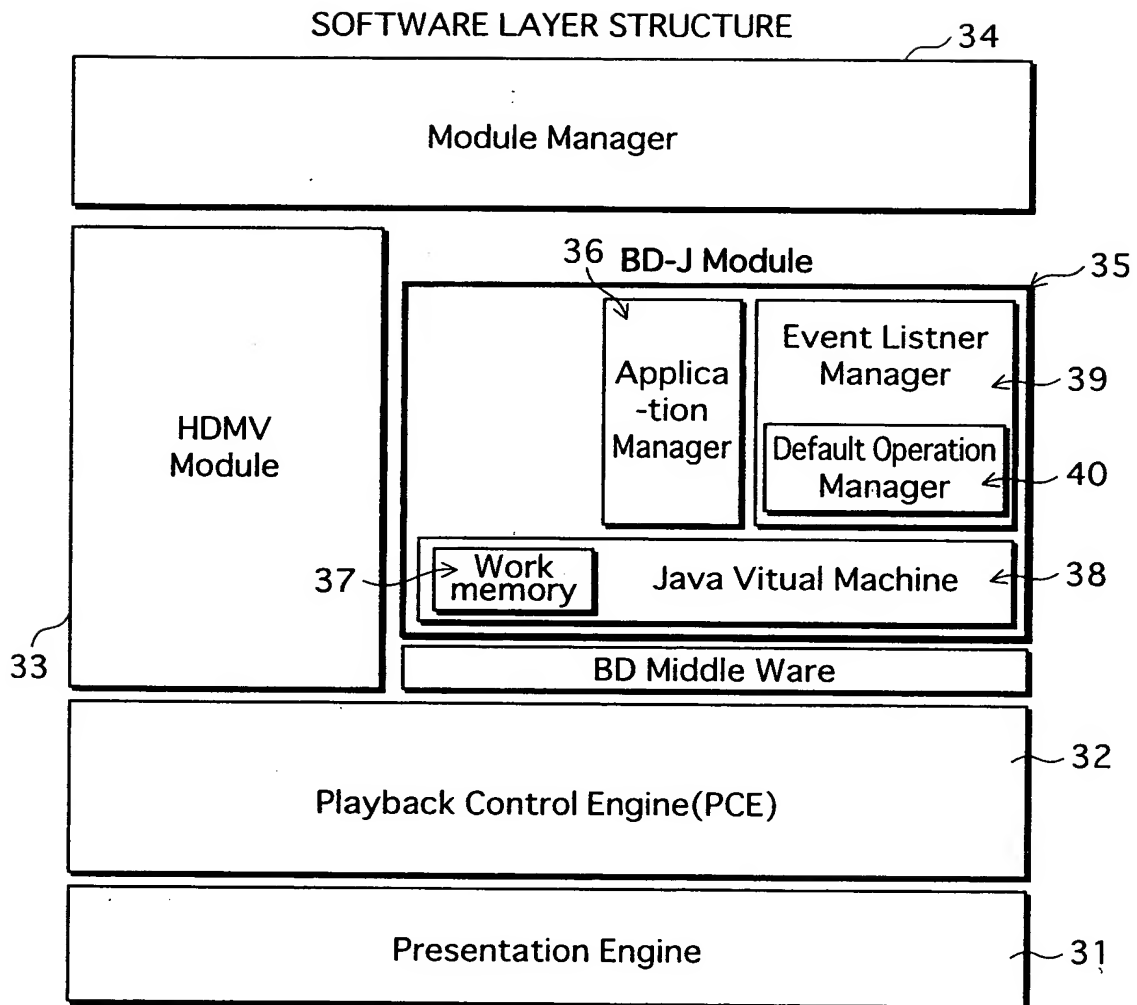 SOFTWARE LAYER STRUCTURE
34
Module Manager
36
BD-J Module
35
HDMV
Module
Applica
-tion
Manager
Event Listner
Manager
39
Default Operation
Manager
40
37
Work
memory
Java Vitual Machine
38
33
BD Middle Ware
32
Playback Control Engine(PCE)
Presentation Engine
31